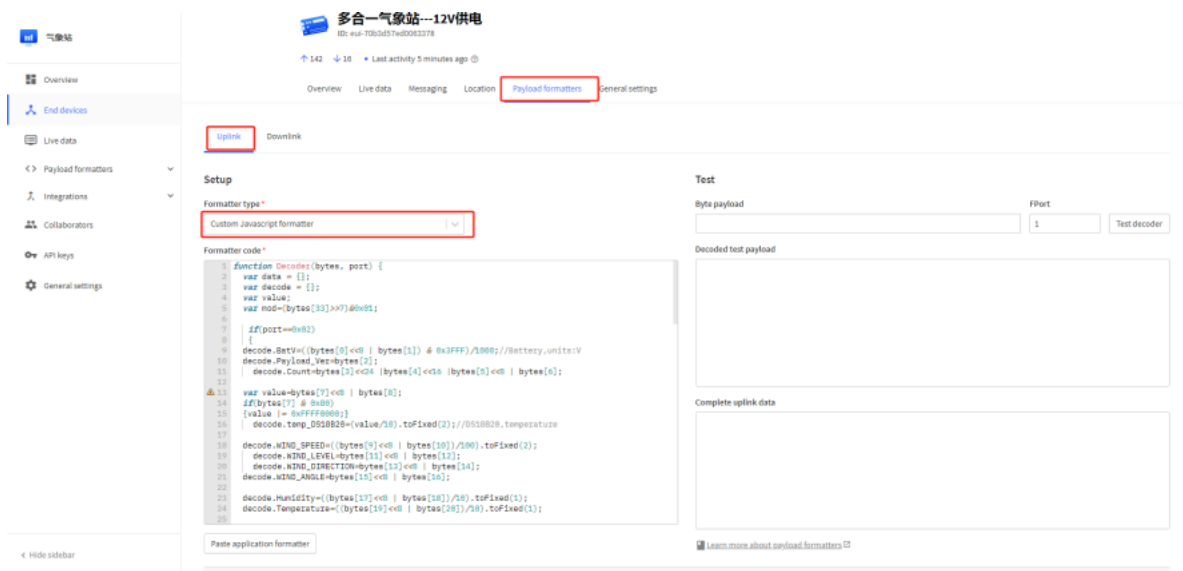 气象站
多合一气象站---12V供电
ID: eui-70b3d57ed0063378
142 16 • Last activity 5 minutes ago
Overview Live data Messaging Location Payload formatters General settings
Overview
End devices
Live data
Payload formatters
Integrations
Collaborators
API keys
General settings
< Hide sidebar
Uplink Downlink
Setup
Formatter type *
Custom Javascript formatter
Formatter code *
1 function Decoder(bytes, port) {
2 var data = [];
3 var decode = {};
4 var value;
5 var mod=(bytes[33]>>7)&0x01;
6
7 if(port==0x02)
8 {
9 decode.BatV=((bytes[0]<<8 | bytes[1]) & 0x3FFF)/1000;//Battery,units:V
10 decode.Payload_Ver=bytes[2];
11 decode.Count=bytes[3]<<24 |bytes[4]<<16 |bytes[5]<<8 | bytes[6];
12
13 var value=bytes[7]<<8 | bytes[8];
14 if(bytes[7] & 0x80)
15 {value |= 0xFFFF0000;}
16 decode.temp_DS18B20=(value/10).toFixed(2);//DS18B20,temperature
17
18 decode.WIND_SPEED=((bytes[9]<<8 | bytes[10])/100).toFixed(2);
19 decode.WIND_LEVEL=bytes[11]<<8 | bytes[12];
20 decode.WIND_DIRECTION=bytes[13]<<8 | bytes[14];
21 decode.WIND_ANGLE=bytes[15]<<8 | bytes[16];
22
23 decode.Humidity=((bytes[17]<<8 | bytes[18])/10).toFixed(1);
24 decode.Temperature=((bytes[19]<<8 | bytes[20])/10).toFixed(1);
25
Paste application formatter
Test
Byte payload FPort
1 Test decoder
Decoded test payload
Complete uplink data
Learn more about payload formatters